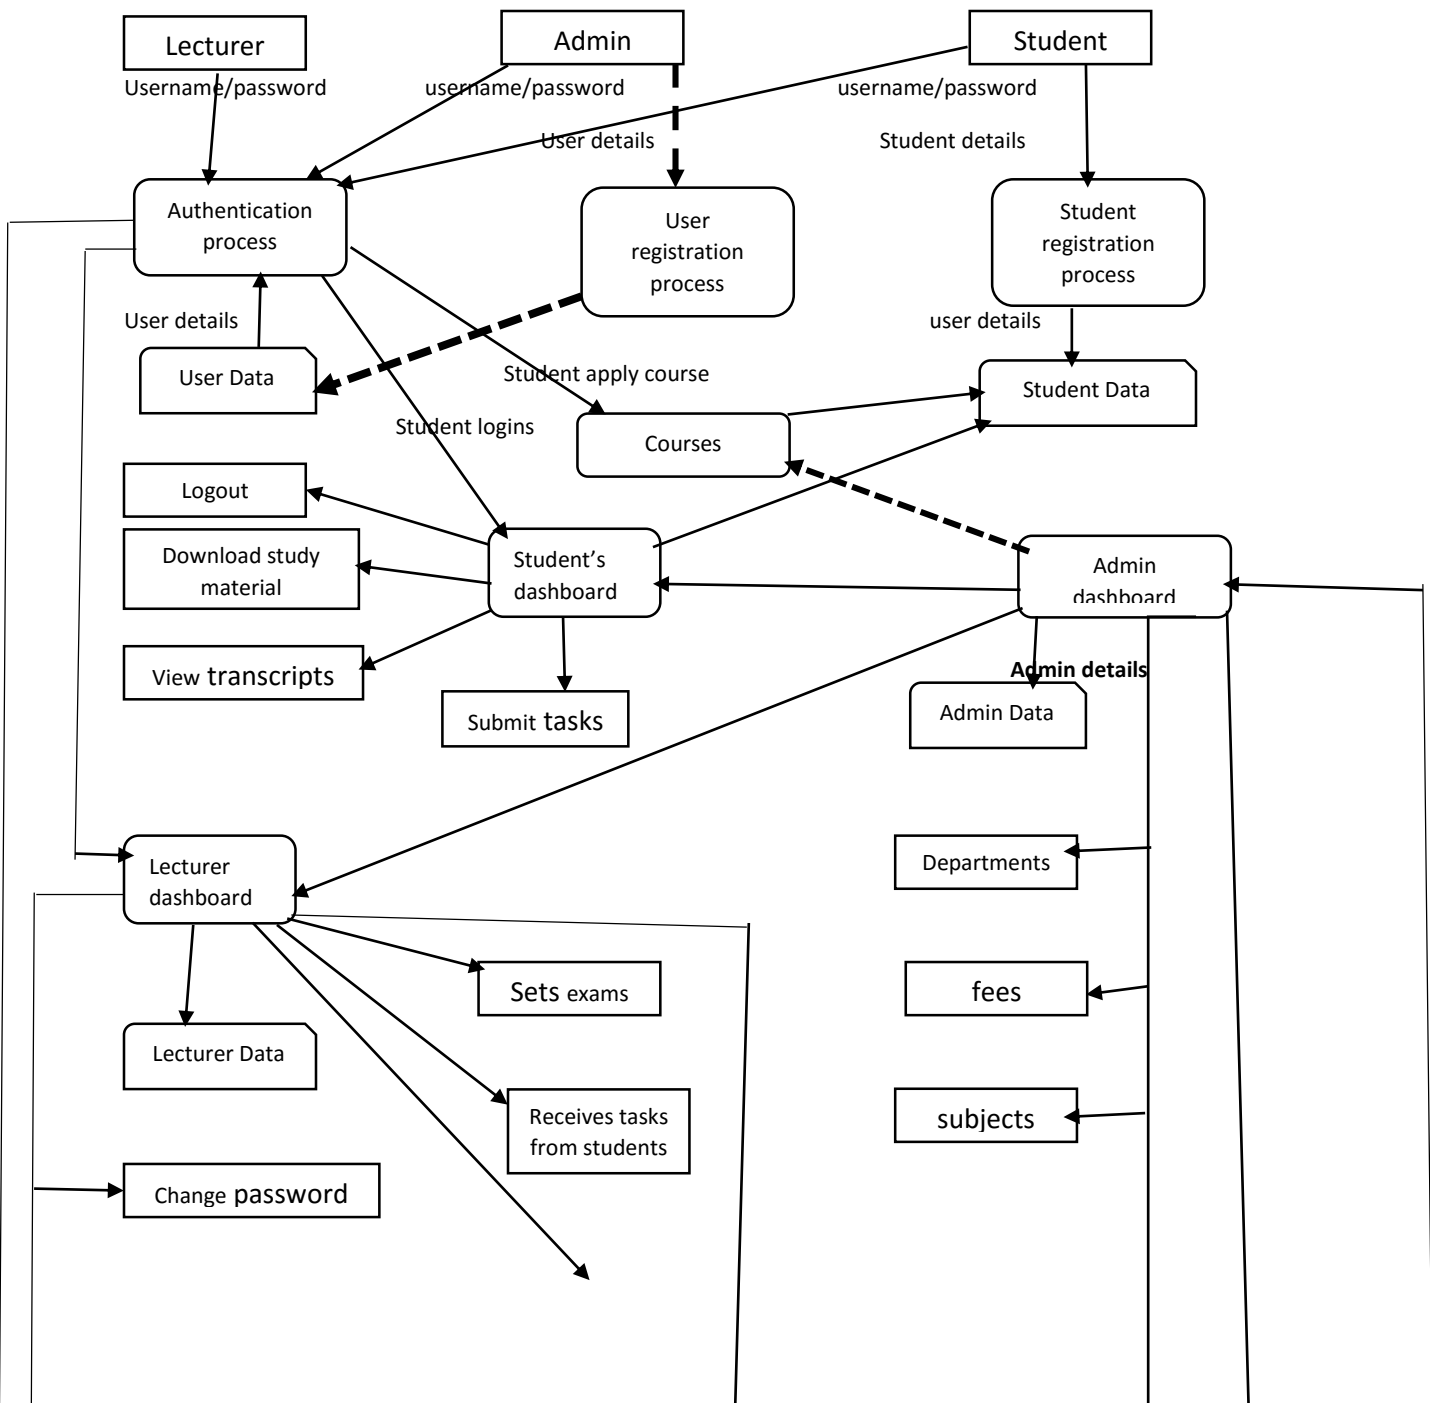 Lecturer
Admin
Student
Username/password
username/password
username/password
User details
Student details
Authentication
process
User
registration
process
Student
registration
process
User details
user details
User Data
Student apply course
Student Data
Student logins
Courses
Logout
Download study
material
Student’s
dashboard
Admin
dashboard
View transcripts
Admin details
Submit tasks
Admin Data
Lecturer
dashboard
Departments
Sets exams
fees
Lecturer Data
Receives tasks
from students
subjects
Change password